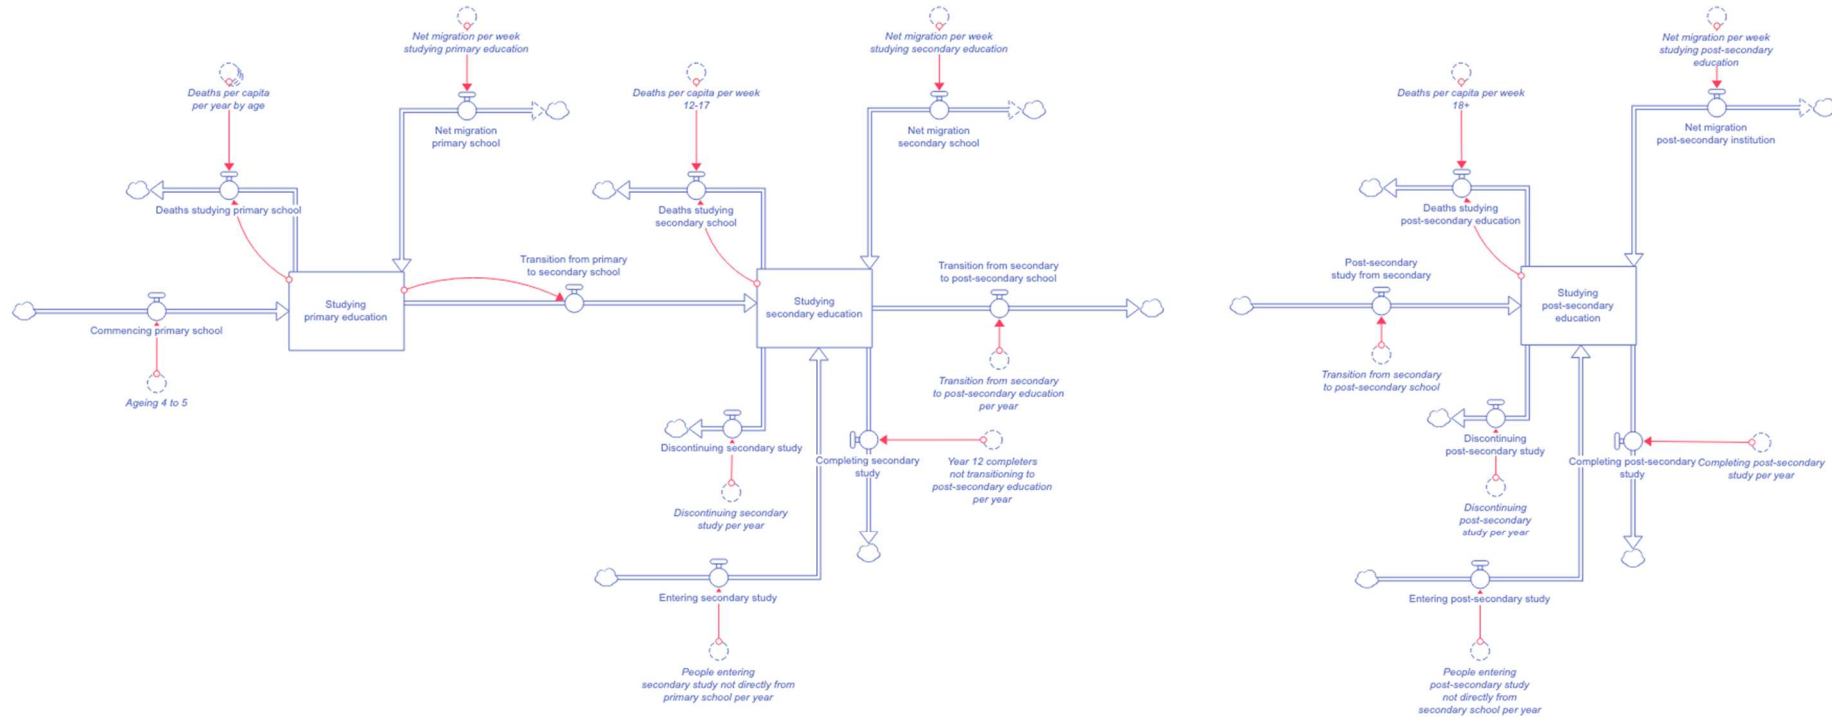 Net migration per week
studying primary education
Net migration per week
studying secondary education
Net migration per week
studying post-secondary
education
Deaths per capita
per year by age
Deaths per capita per week
12-17
Deaths per capita per week
18+
Net migration
primary school
Net migration
secondary school
Net migration
post-secondary institution
Deaths studying primary school
Deaths studying
secondary school
Deaths studying
post-secondary education
Transition from primary
to secondary school
Transition from secondary
to post-secondary school
Post-secondary
study from secondary
Studying
primary education
Studying
secondary education
Studying
post-secondary
education
Commencing primary school
Ageing 4 to 5
Transition from secondary
to post-secondary education
per year
Transition from secondary
to post-secondary school
Discontinuing secondary study
Completing secondary
study
Year 12 completers
not transitioning to
post-secondary education
per year
Discontinuing
post-secondary study
Completing post-secondary
study
Completing post-secondary
study per year
Discontinuing secondary
study per year
Discontinuing
post-secondary
study per year
Entering secondary study
Entering post-secondary study
People entering
secondary study not directly from
primary school per year
People entering
post-secondary study
not directly from
secondary school per year